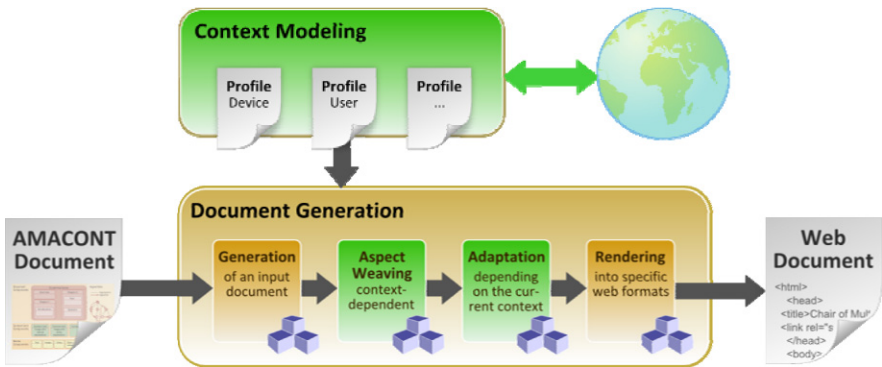 Context Modeling
Profile
Device
Profile
User
Profile
...
Document Generation
AMACONT
Document
Generation
of an input
document
Aspect
Weaving
context-
dependent
Adaptation
depending
on the cur-
rent context
Rendering
into specific
web formats
Web
Document
<html>
<head>
<title>Chair of Mul
<link rel="s
</head>
<body>